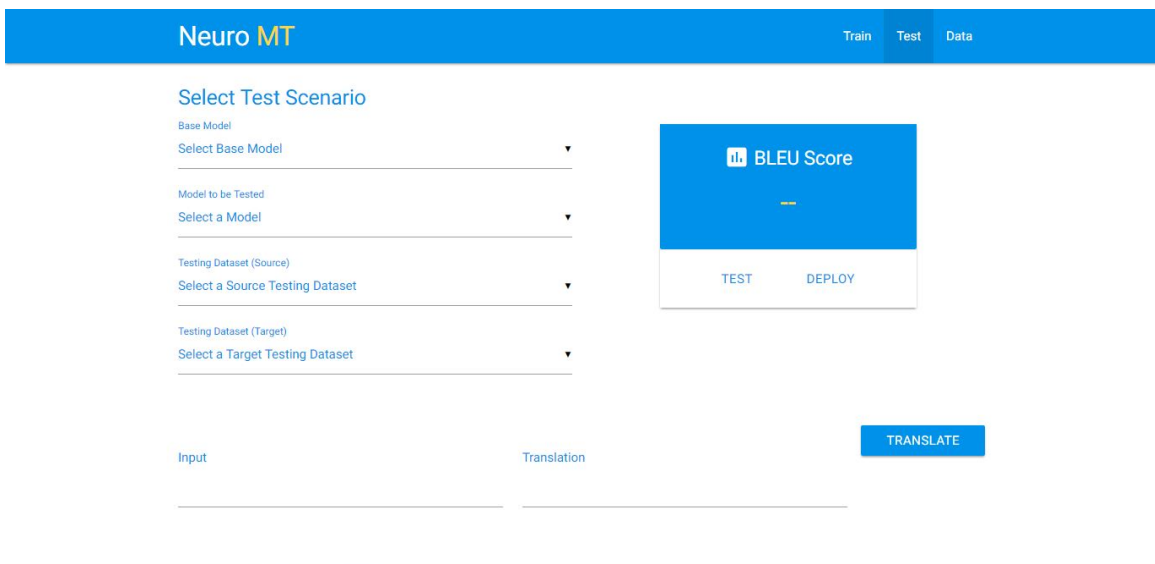 Neuro MT
Train Test Data
Select Test Scenario
Base Model
Select Base Model
Model to be Tested
Select a Model
Testing Dataset (Source)
Select a Source Testing Dataset
Testing Dataset (Target)
Select a Target Testing Dataset
BLEU Score
--
TEST DEPLOY
TRANSLATE
Input
Translation